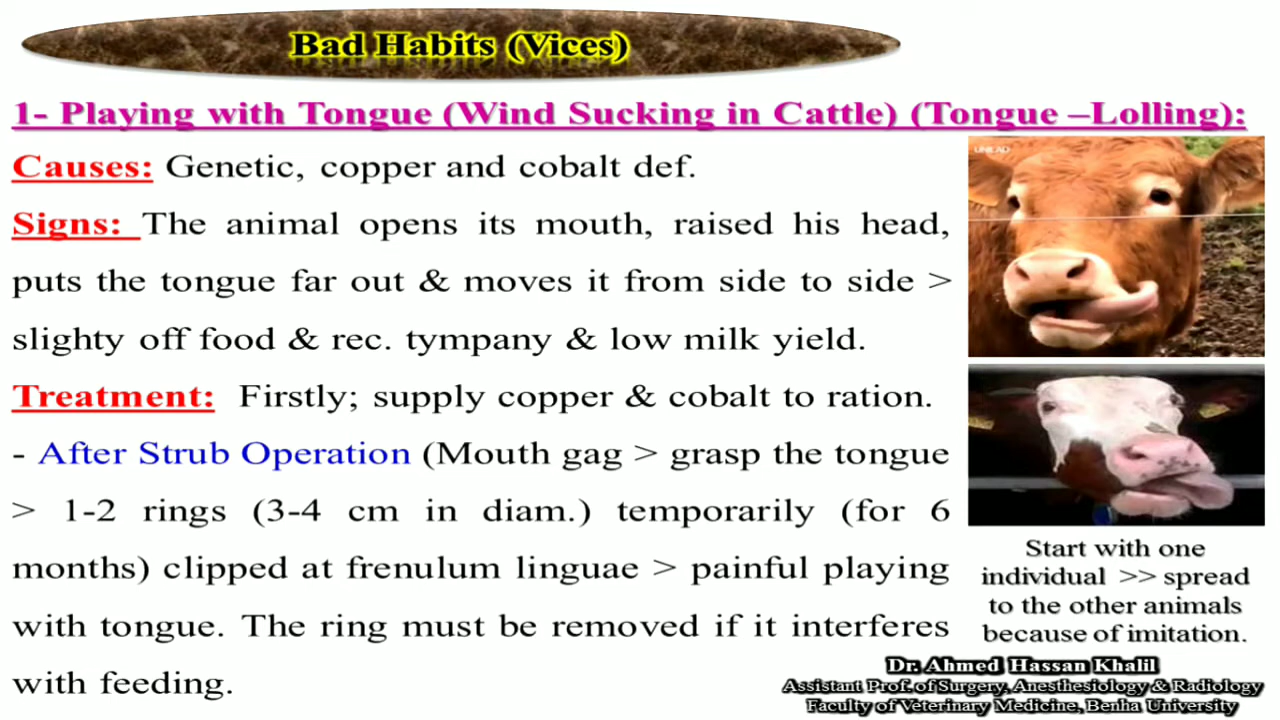 Bad Habits (Vices)
1- Playing with Tongue (Wind Sucking in Cattle) (Tongue –Lolling):
Causes: Genetic, copper and cobalt def.
Signs: The animal opens its mouth, raised his head,
puts the tongue far out & moves it from side to side >
slighty off food & rec. tympany & low milk yield.
Treatment: Firstly; supply copper & cobalt to ration.
- After Strub Operation (Mouth gag > grasp the tongue
> 1-2 rings (3-4 cm in diam.) temporarily (for 6
months) clipped at frenulum linguae > painful playing
with tongue. The ring must be removed if it interferes
with feeding.
UNILAD
Start with one
individual >> spread
to the other animals
because of imitation.
Dr. Ahmed Hassan Khalil
Assistant Prof. of Surgery, Anesthesiology & Radiology
Faculty of Veterinary Medicine, Benha University